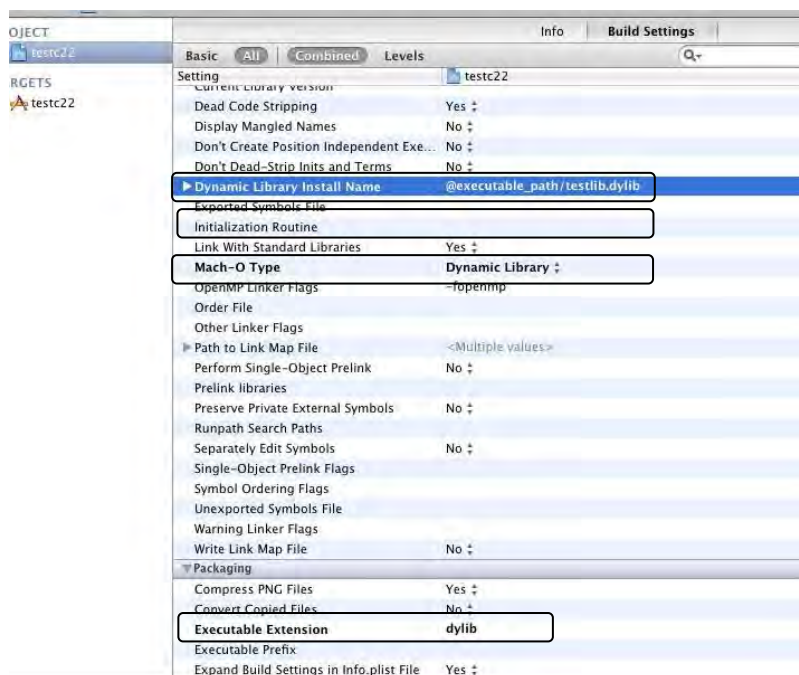 OJECT
testc22
RGETS
testc22
Info Build Settings
Basic All Combined Levels
Setting testc22
Current Library Version
Dead Code Stripping Yes
Display Mangled Names No
Don't Create Position Independent Exe... No
Don't Dead-Strip Inits and Terms No
Dynamic Library Install Name @executable_path/testlib.dylib
Exported Symbols File
Initialization Routine
Link With Standard Libraries Yes
Mach-O Type Dynamic Library
OpenMP Linker Flags -fopenmp
Order File
Other Linker Flags
Path to Link Map File <Multiple values>
Perform Single-Object Prelink No
Prelink libraries
Preserve Private External Symbols No
Runpath Search Paths
Separately Edit Symbols No
Single-Object Prelink Flags
Symbol Ordering Flags
Unexported Symbols File
Warning Linker Flags
Write Link Map File No
Packaging
Compress PNG Files Yes
Convert Copied Files No
Executable Extension dylib
Executable Prefix
Expand Build Settings in Info.plist File Yes